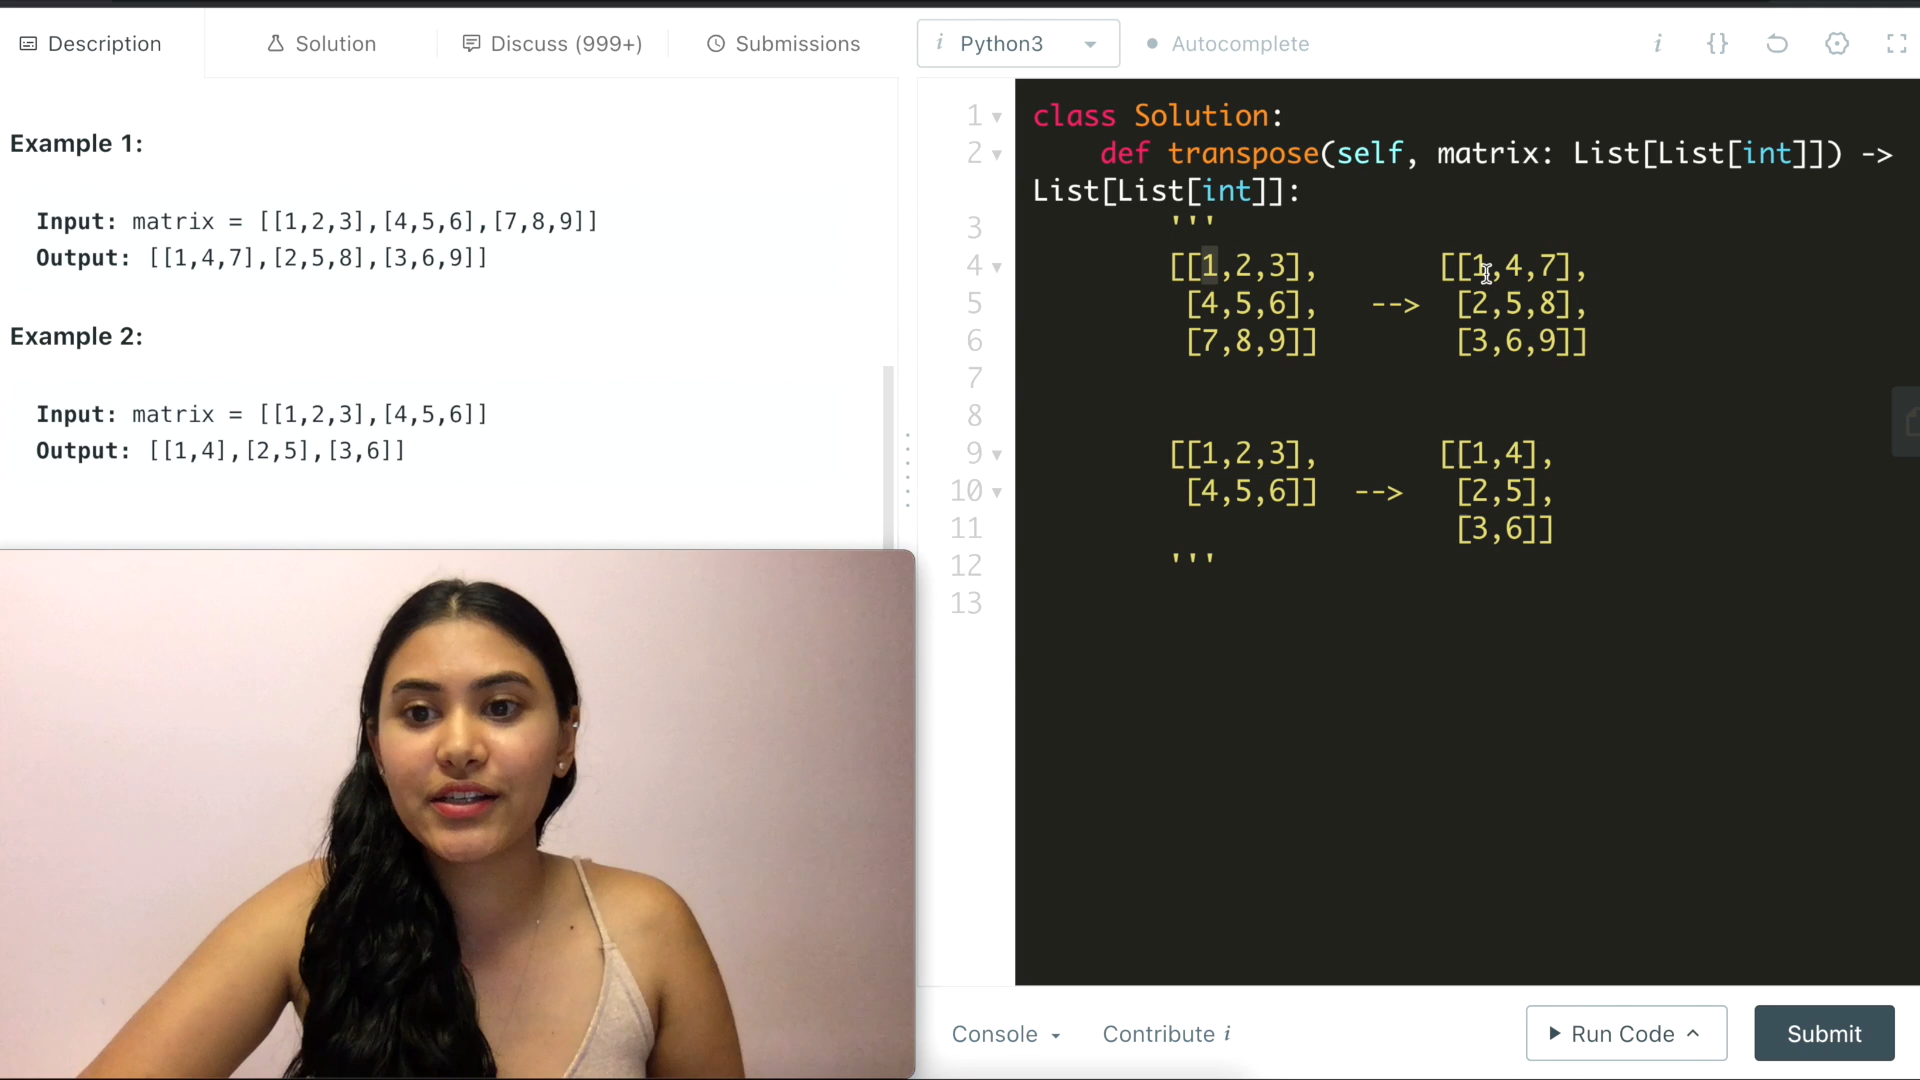 Description
Solution
Discuss (999+)
Submissions
i Python3
Autocomplete
i {}
Example 1:
Input: matrix = [[1,2,3],[4,5,6],[7,8,9]]
Output: [[1,4,7],[2,5,8],[3,6,9]]
Example 2:
Input: matrix = [[1,2,3],[4,5,6]]
Output: [[1,4],[2,5],[3,6]]
1 class Solution:
2 def transpose(self, matrix: List[List[int]]) ->
List[List[int]]:
3 '''
4 [[1,2,3], [[1,4,7],
5 [4,5,6], --> [2,5,8],
6 [7,8,9]] [3,6,9]]
7
8
9 [[1,2,3], [[1,4],
10 [4,5,6]] --> [2,5],
11 [3,6]]
12 '''
13
Console
Contribute i
Run Code
Submit